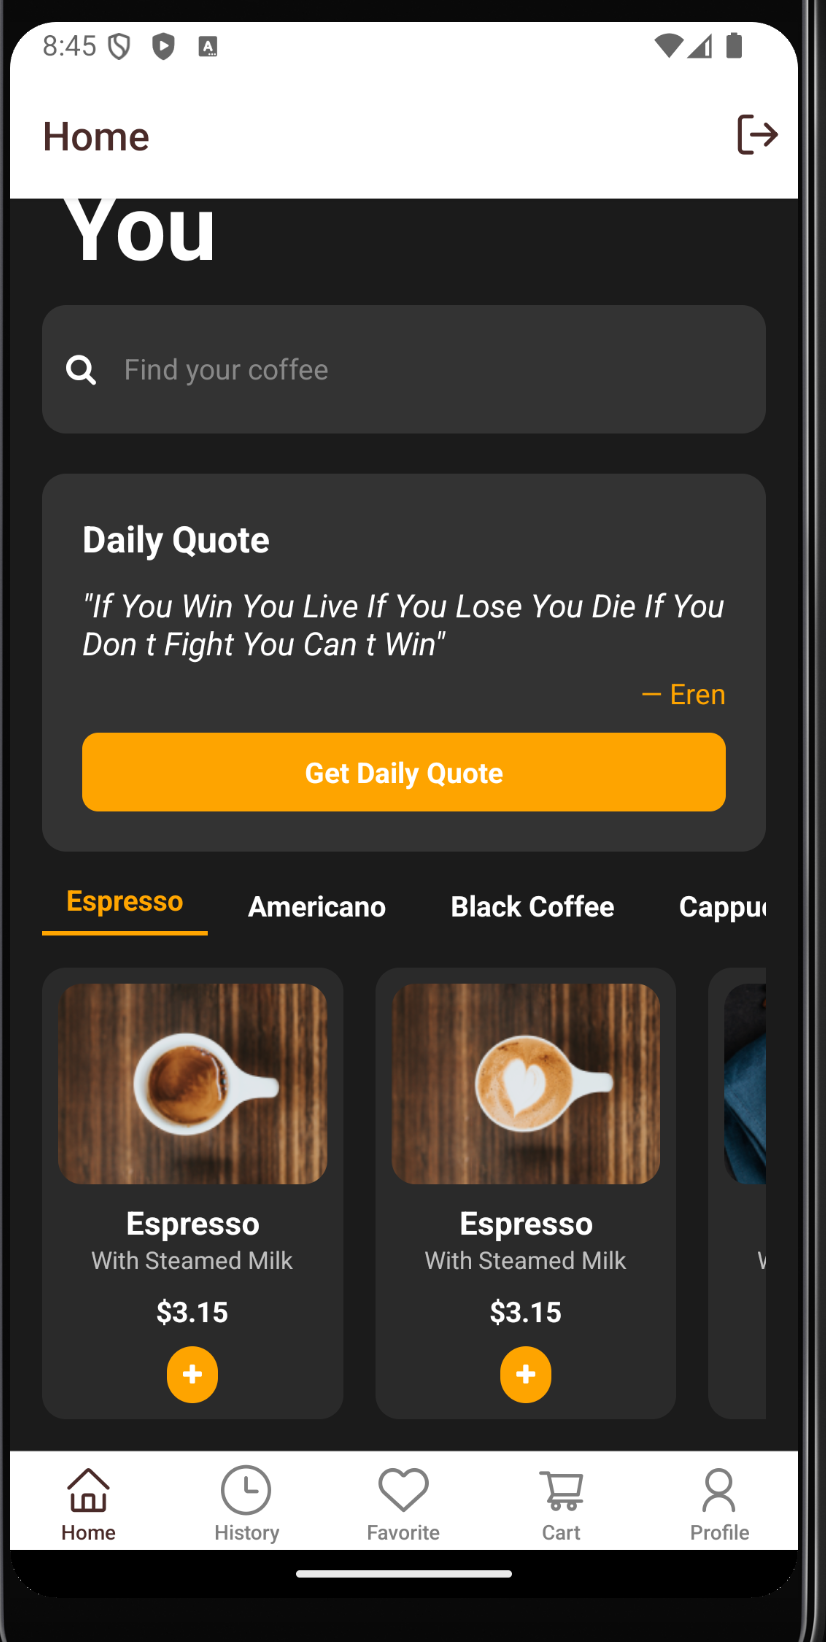 8:45
A
Home
You
Find your coffee
Daily Quote
"If You Win You Live If You Lose You Die If You
Don t Fight You Can t Win"
— Eren
Get Daily Quote
Espresso Americano Black Coffee Cappuc
Espresso Espresso
With Steamed Milk With Steamed Milk W
$3.15 $3.15
Home History Favorite Cart Profile